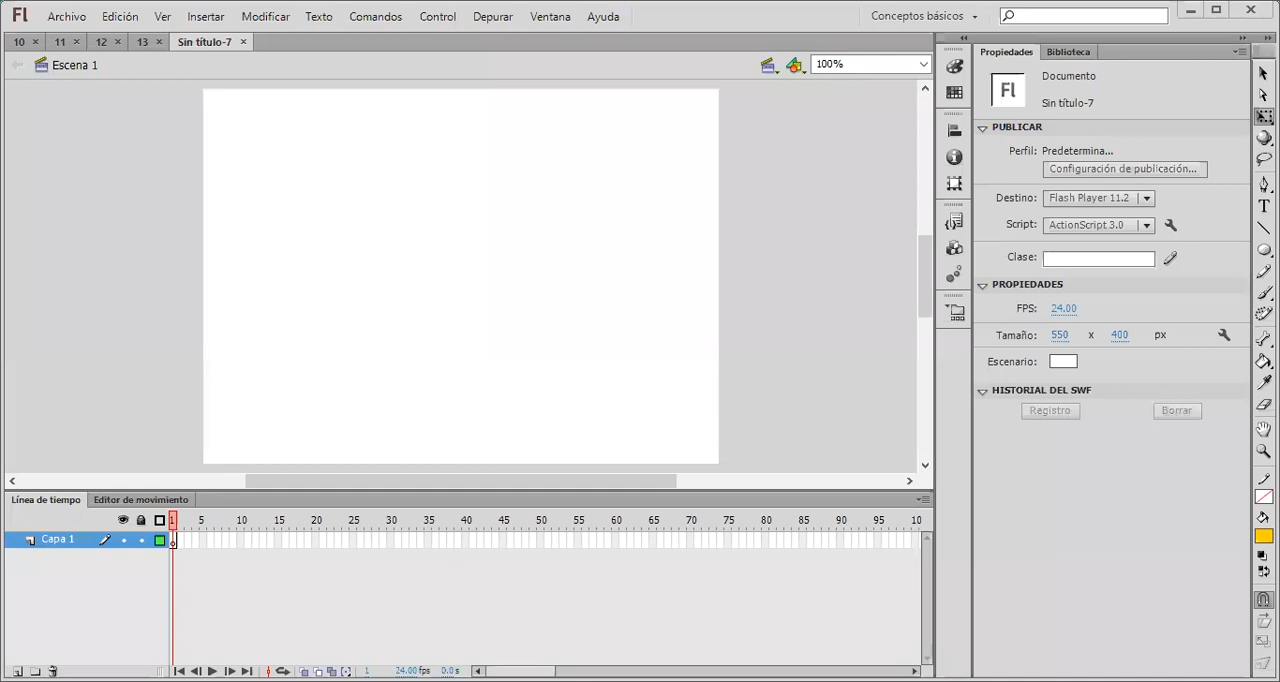 Fl Archivo Edición Ver Insertar Modificar Texto Comandos Control Depurar Ventana Ayuda Conceptos básicos
10 × 11 × 12 × 13 × Sin título-7 ×
Escena 1 100%
Propiedades Biblioteca
Fl Documento
Sin título-7
PUBLICAR
Perfil: Predetermina...
Configuración de publicación...
Destino: Flash Player 11.2
Script: ActionScript 3.0
Clase:
PROPIEDADES
FPS: 24.00
Tamaño: 550 x 400 px
Escenario:
HISTORIAL DEL SWF
Registro Borrar
Línea de tiempo Editor de movimiento
1 5 10 15 20 25 30 35 40 45 50 55 60 65 70 75 80 85 90 95 10
Capa 1
1 24.00 fps 0.0 s